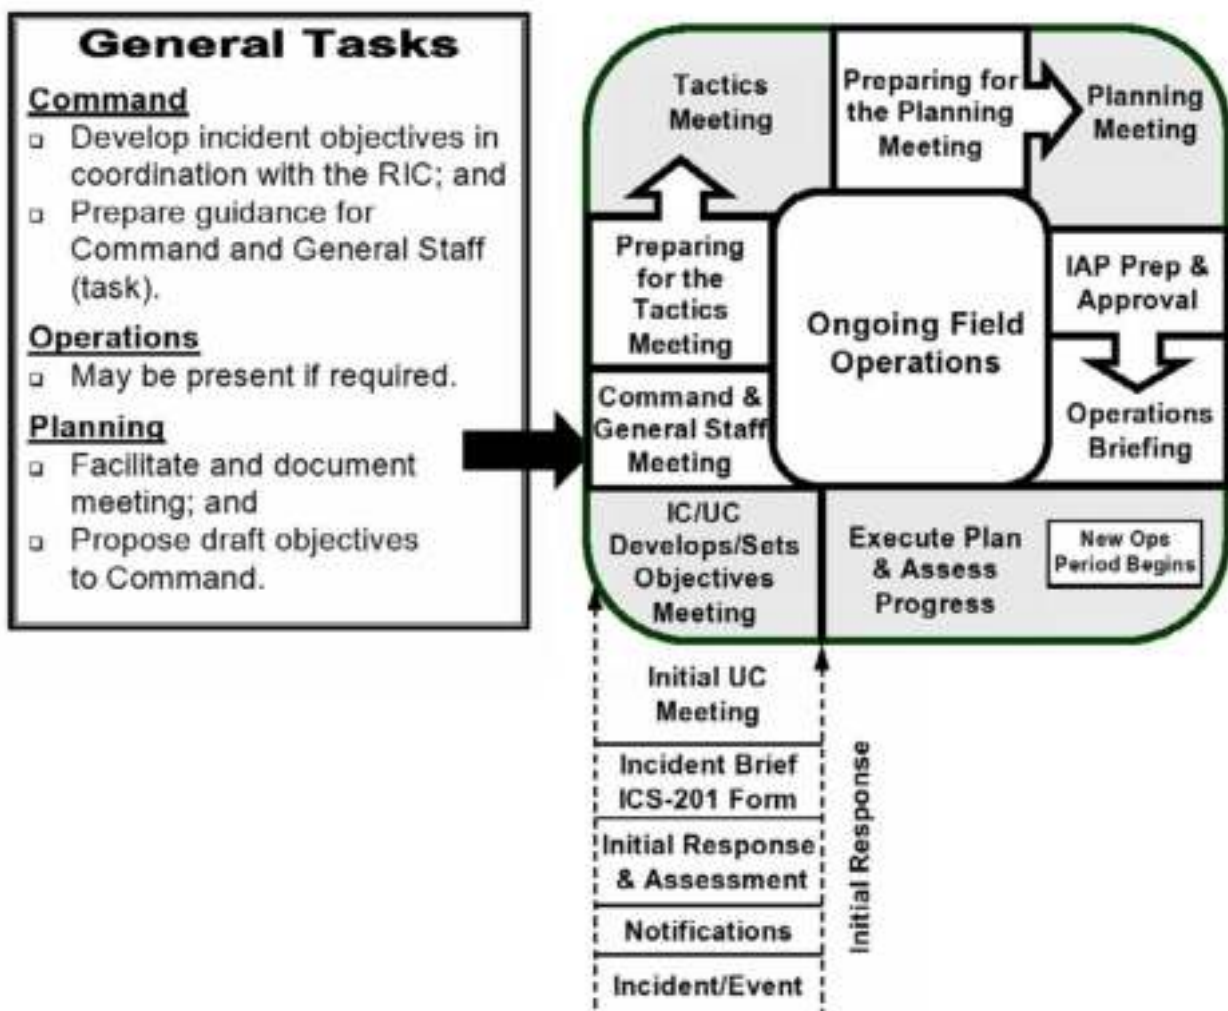 General Tasks
Command
❑ Develop incident objectives in
coordination with the RIC; and
❑ Prepare guidance for
Command and General Staff
(task).
Operations
❑ May be present if required.
Planning
❑ Facilitate and document
meeting; and
❑ Propose draft objectives
to Command.
Tactics
Meeting
Preparing for
the Planning
Meeting
Planning
Meeting
Preparing
for the
Tactics
Meeting
IAP Prep &
Approval
Ongoing Field
Operations
Command &
General Staff
Meeting
Operations
Briefing
IC/UC
Develops/Sets
Objectives
Meeting
Execute Plan
& Assess
Progress
New Ops
Period Begins
Initial UC
Meeting
Incident Brief
ICS-201 Form
Initial Response
& Assessment
Notifications
Incident/Event
Initial Response